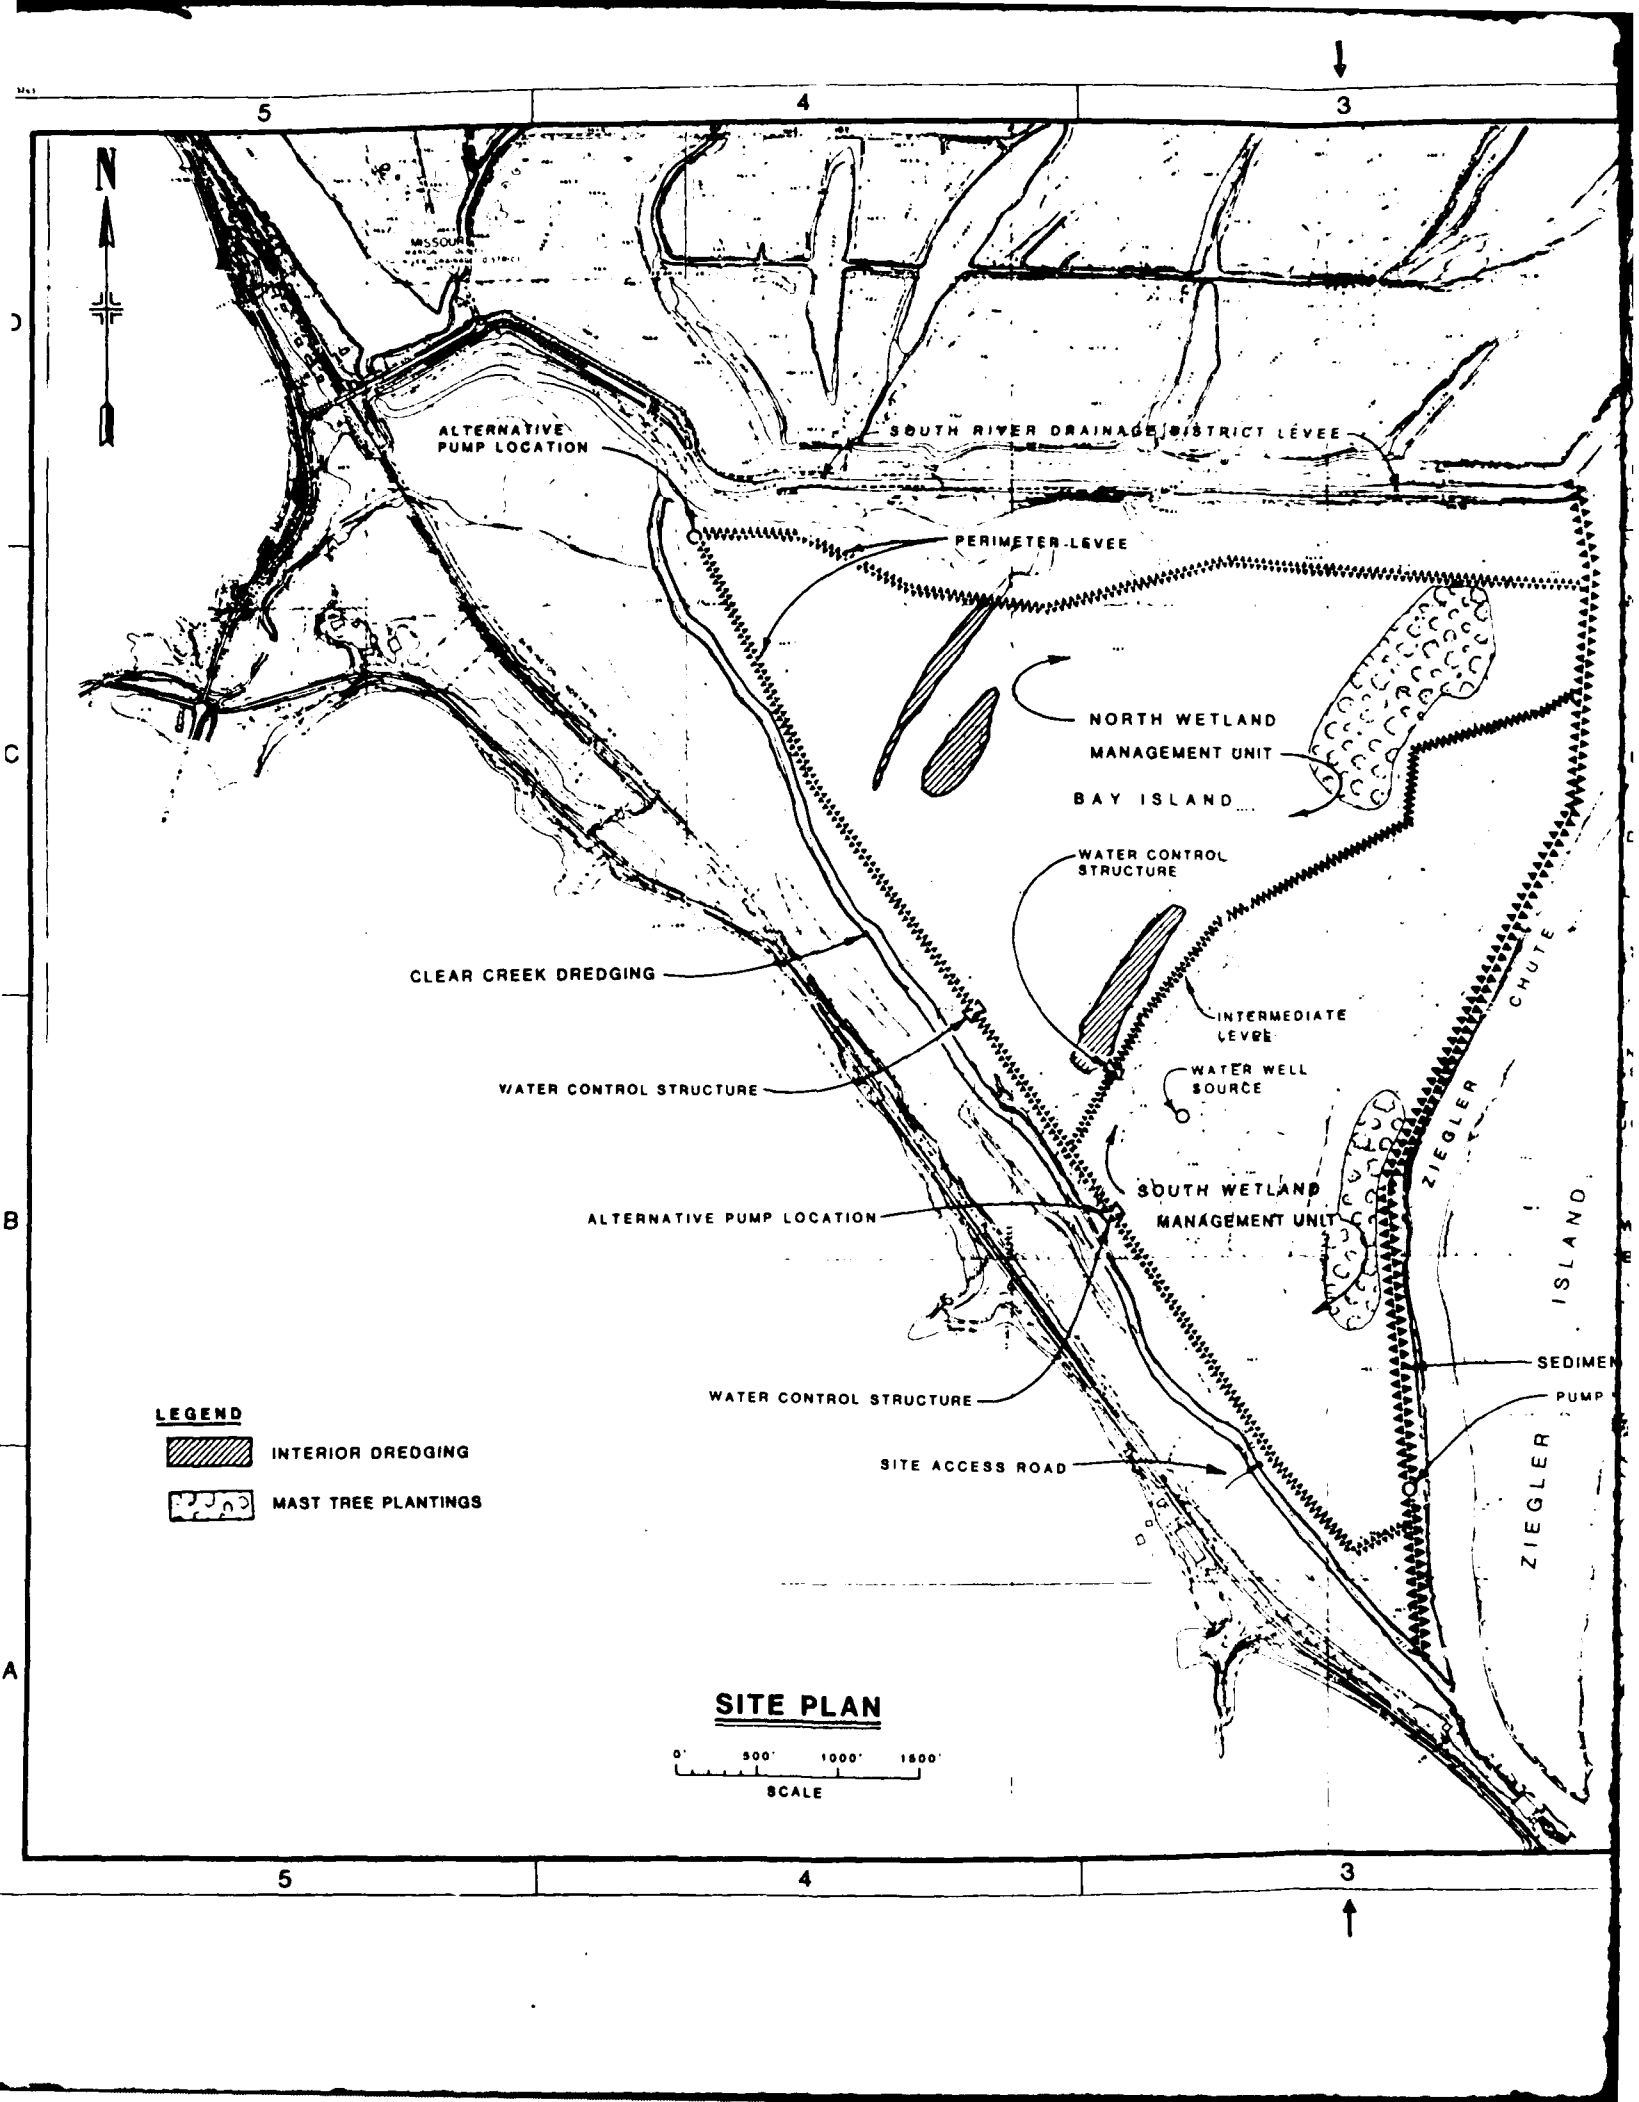 5
4
3
N
MISSOURI
D
ALTERNATIVE
PUMP LOCATION
SOUTH RIVER DRAINAGE DISTRICT LEVEE
PERIMETER LEVEE
C
NORTH WETLAND
MANAGEMENT UNIT
BAY ISLAND
WATER CONTROL
STRUCTURE
CLEAR CREEK DREDGING
INTERMEDIATE
LEVEE
WATER WELL
SOURCE
WATER CONTROL STRUCTURE
ZIEGLER CHUTE
SOUTH WETLAND
MANAGEMENT UNIT
ALTERNATIVE PUMP LOCATION
B
ZIEGLER ISLAND
SEDIMEN
PUMP
WATER CONTROL STRUCTURE
SITE ACCESS ROAD
LEGEND
INTERIOR DREDGING
MAST TREE PLANTINGS
A
SITE PLAN
0' 500' 1000' 1500'
SCALE
5
4
3